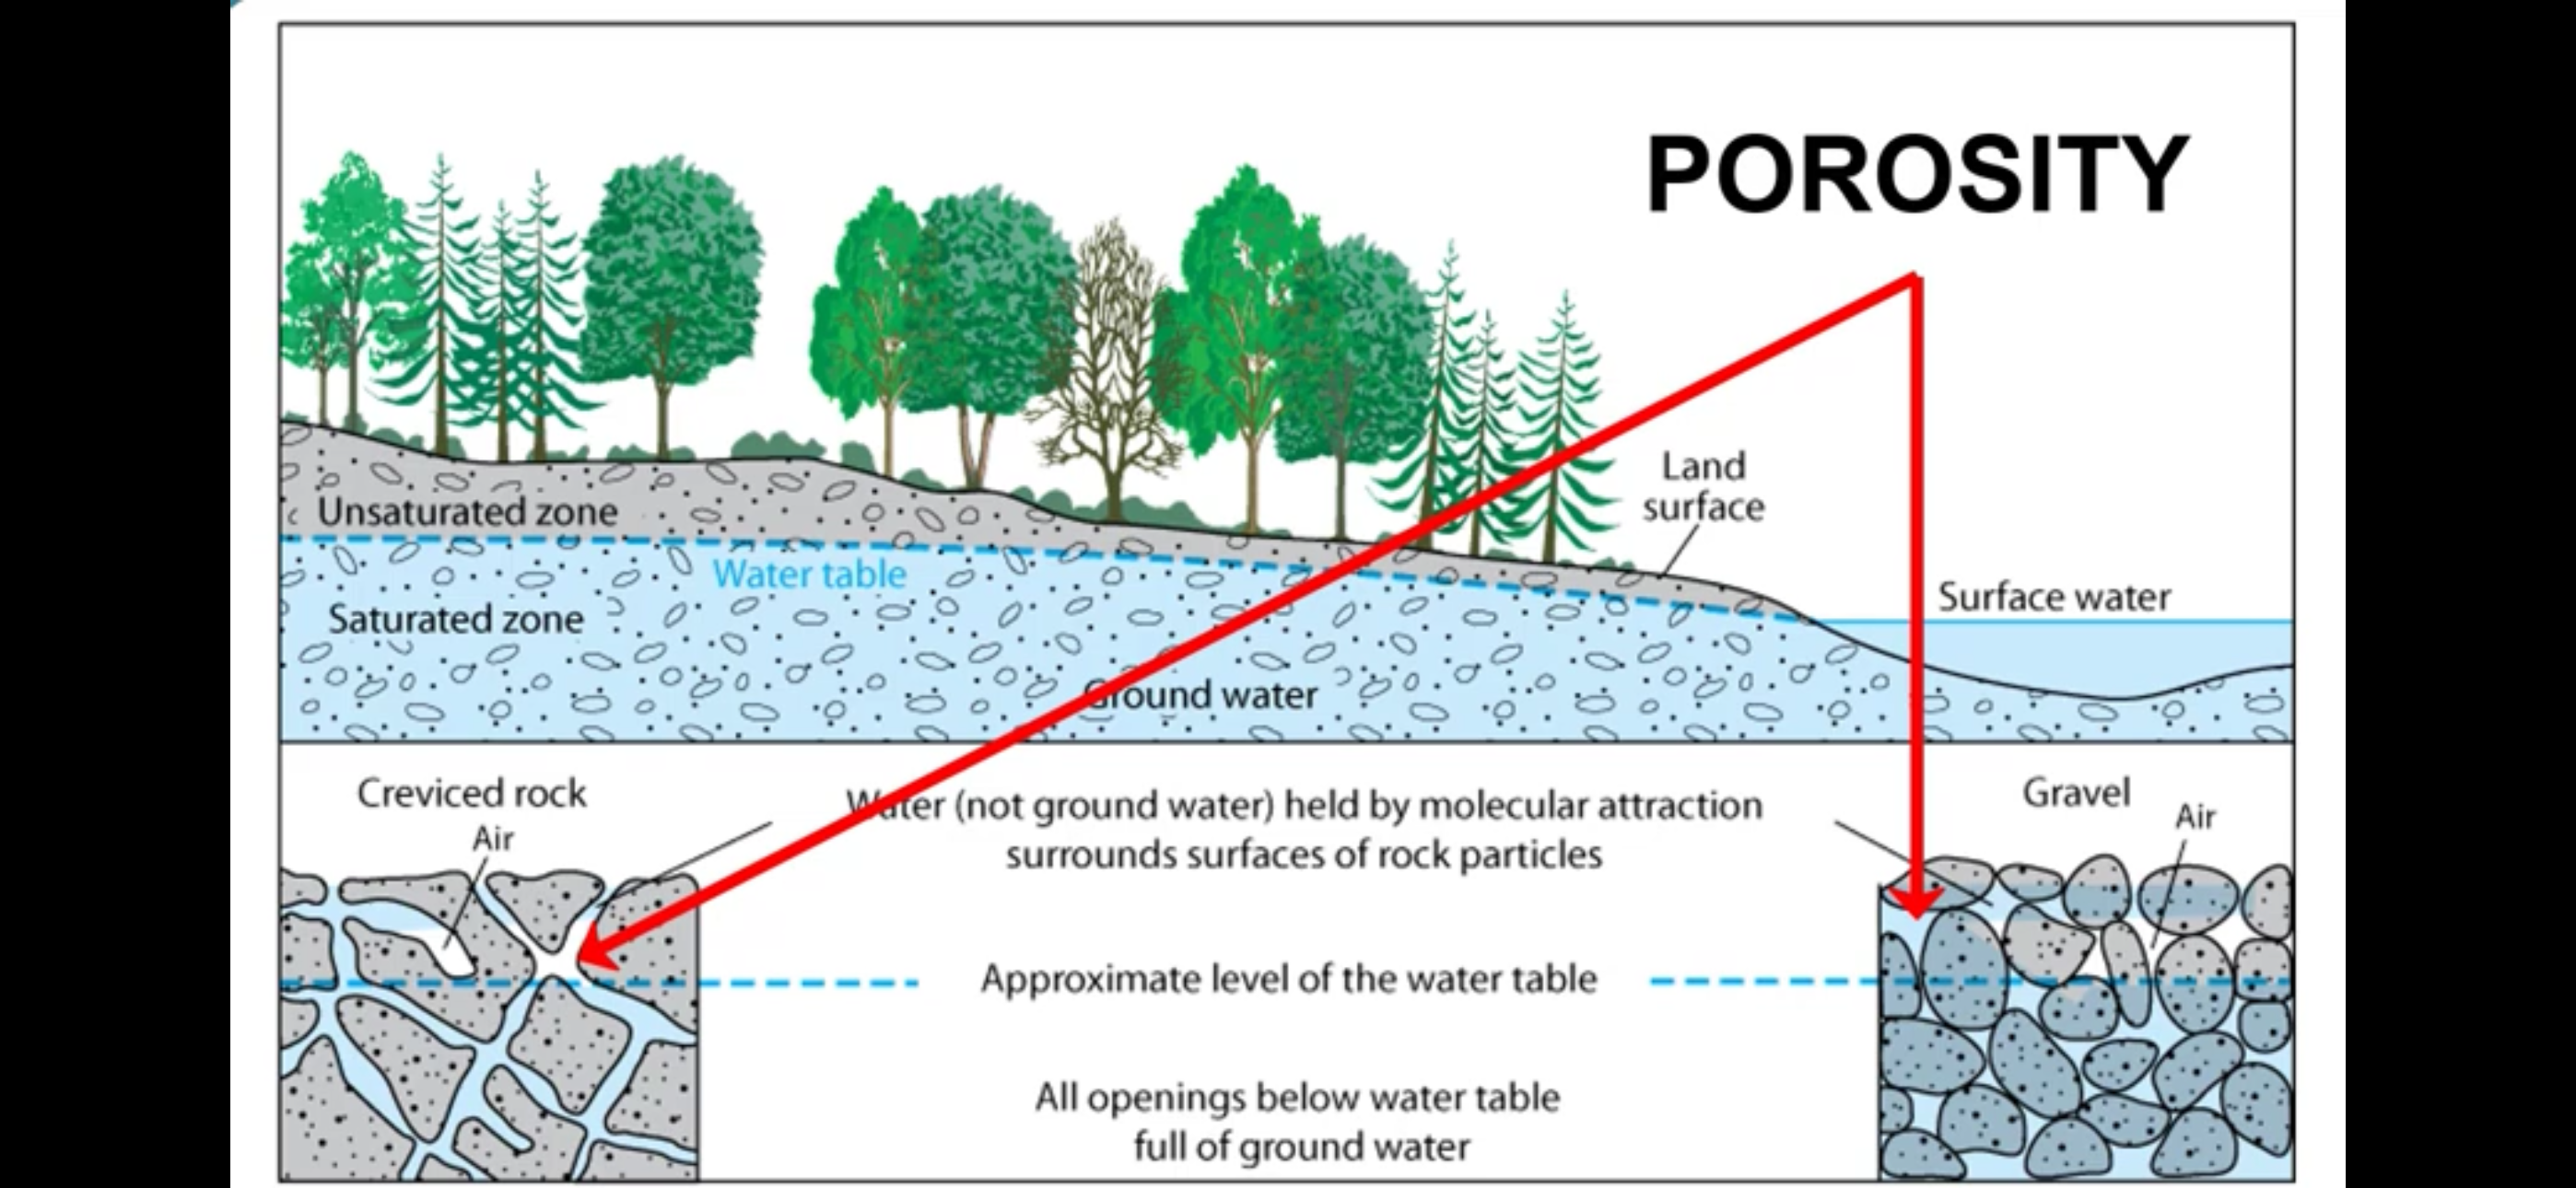 POROSITY
Land
surface
Unsaturated zone
Water table
Surface water
Saturated zone
Ground water
Creviced rock
Air
Water (not ground water) held by molecular attraction
surrounds surfaces of rock particles
Gravel
Air
Approximate level of the water table
All openings below water table
full of ground water